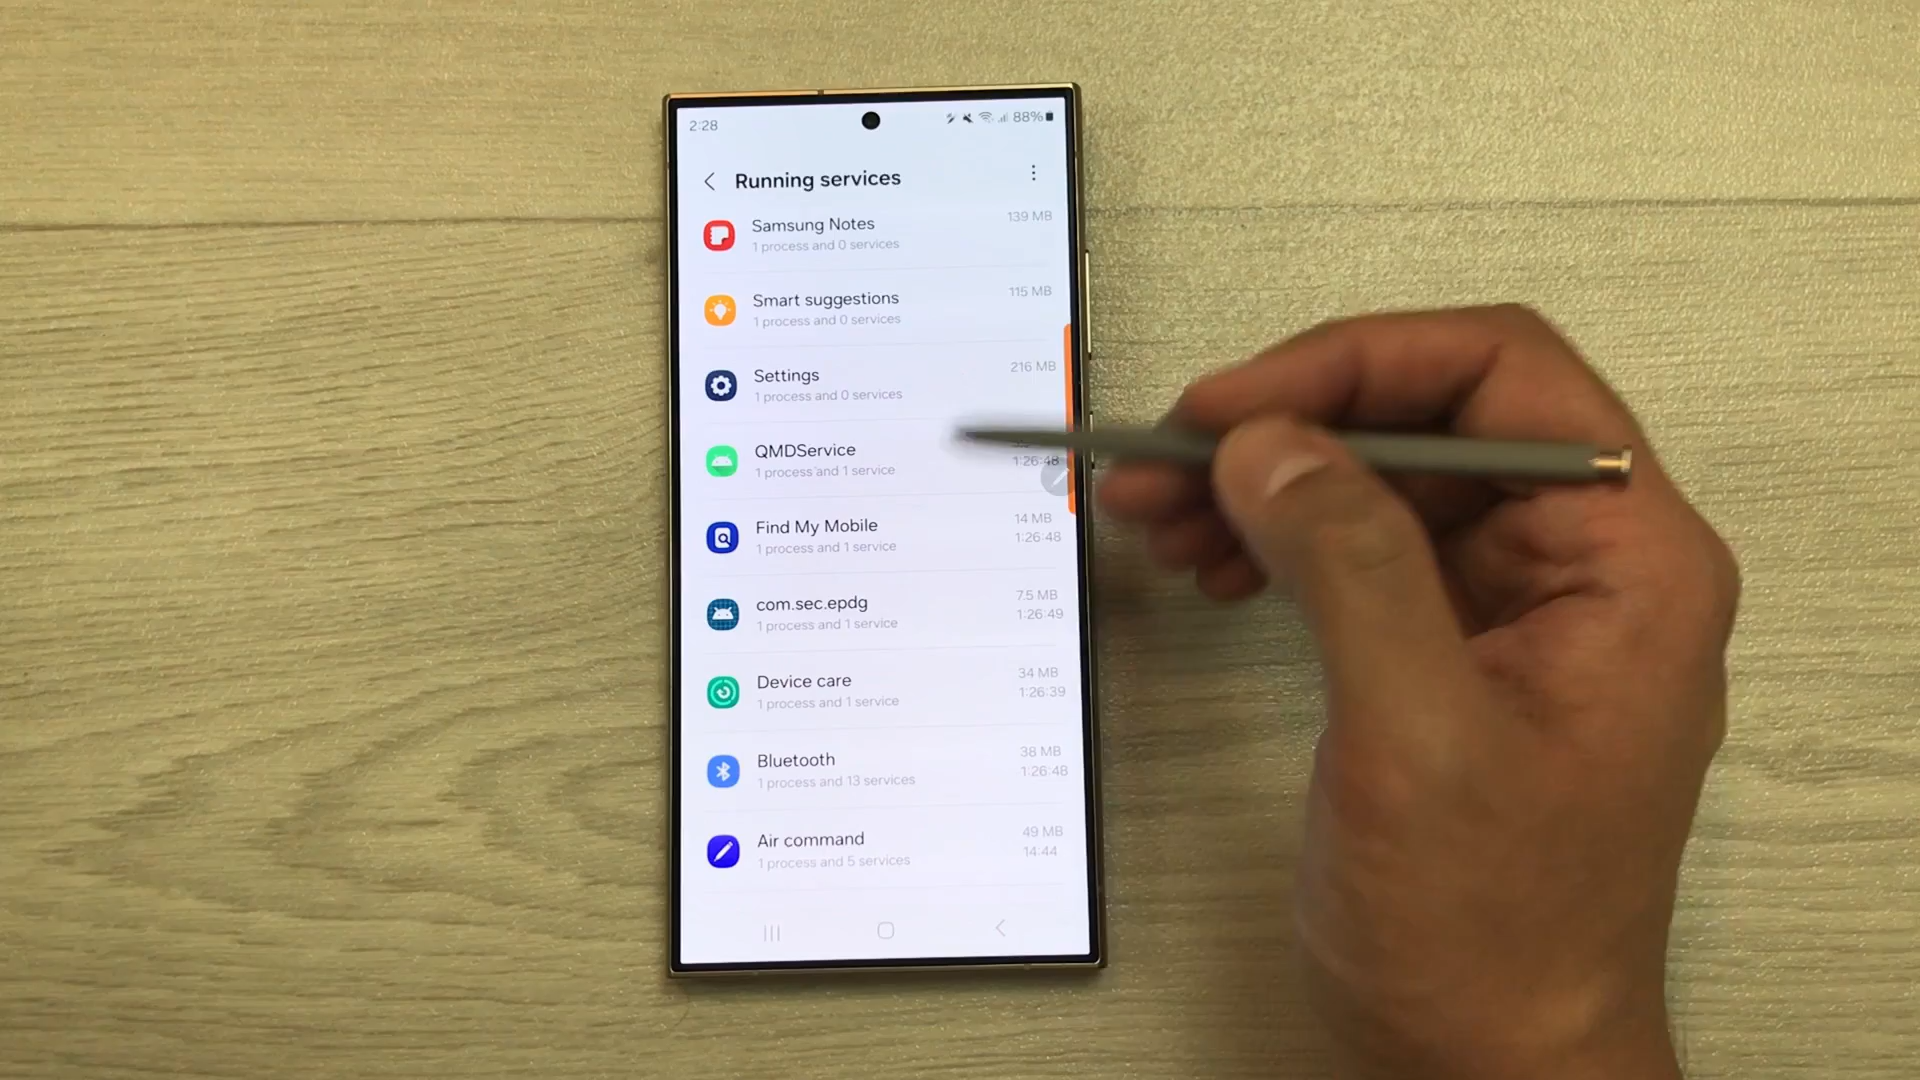 2:28
88%
Running services
Samsung Notes
139 MB
1 process and 0 services
Smart suggestions
115 MB
1 process and 0 services
Settings
216 MB
1 process and 0 services
QMDService
1 process and 1 service
1:26:48
Find My Mobile
14 MB
1 process and 1 service
1:26:48
com.sec.epdg
7.5 MB
1 process and 1 service
1:26:49
Device care
34 MB
1 process and 1 service
1:26:39
Bluetooth
38 MB
1 process and 13 services
1:26:48
Air command
49 MB
1 process and 5 services
14:44